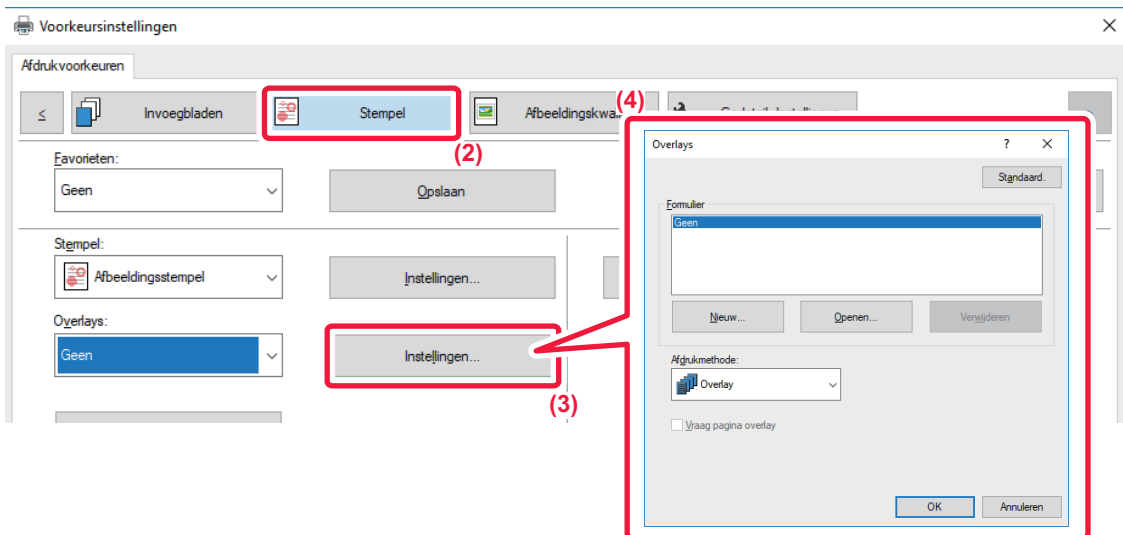 Voorkeursinstellingen
Afdrukvoorkeuren
≤
Invoegbladen
Stempel
(2)
(4)
Favorieten:
Geen
Opslaan
Stempel:
Afbeeldingsstempel
Instellingen...
Overlays:
Geen
Instellingen...
(3)
Overlays
?
Standaard.
Formulier
Geen
Nieuw...
Openen...
Verwijderen
Afdrukmethode:
Overlay
Vraag pagina overlay
OK
Annuleren